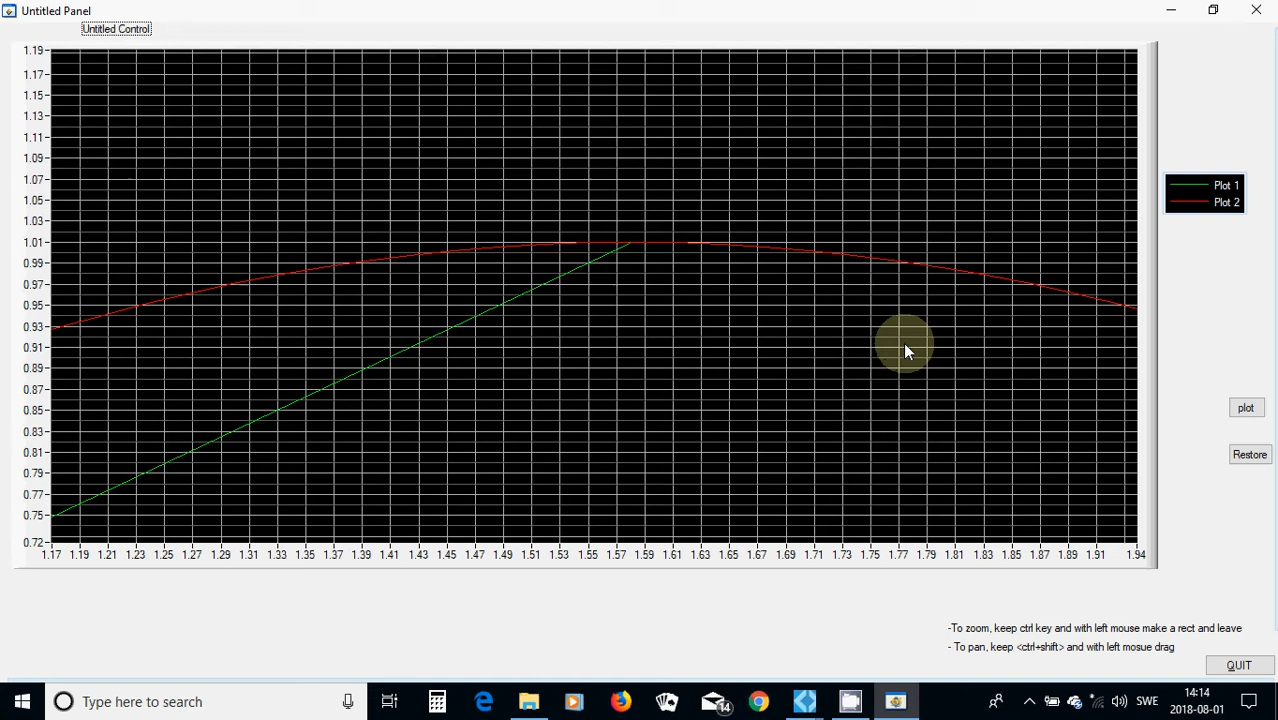 Untitled Panel
Untitled Control
1.19
1.17
1.15
1.13
1.11
1.09
1.07
1.05
1.03
1.01
0.99
0.97
0.95
0.93
0.91
0.89
0.87
0.85
0.83
0.81
0.79
0.77
0.75
0.72
1.17 1.19 1.21 1.23 1.25 1.27 1.29 1.31 1.33 1.35 1.37 1.39 1.41 1.43 1.45 1.47 1.49 1.51 1.53 1.55 1.57 1.59 1.61 1.63 1.65 1.67 1.69 1.71 1.73 1.75 1.77 1.79 1.81 1.83 1.85 1.87 1.89 1.91 1.94
Plot 1
Plot 2
plot
Restore
-To zoom, keep ctrl key and with left mouse make a rect and leave
- To pan, keep <ctrl+shift> and with left mosue drag
QUIT
Type here to search
14
SWE
14:14
2018-08-01